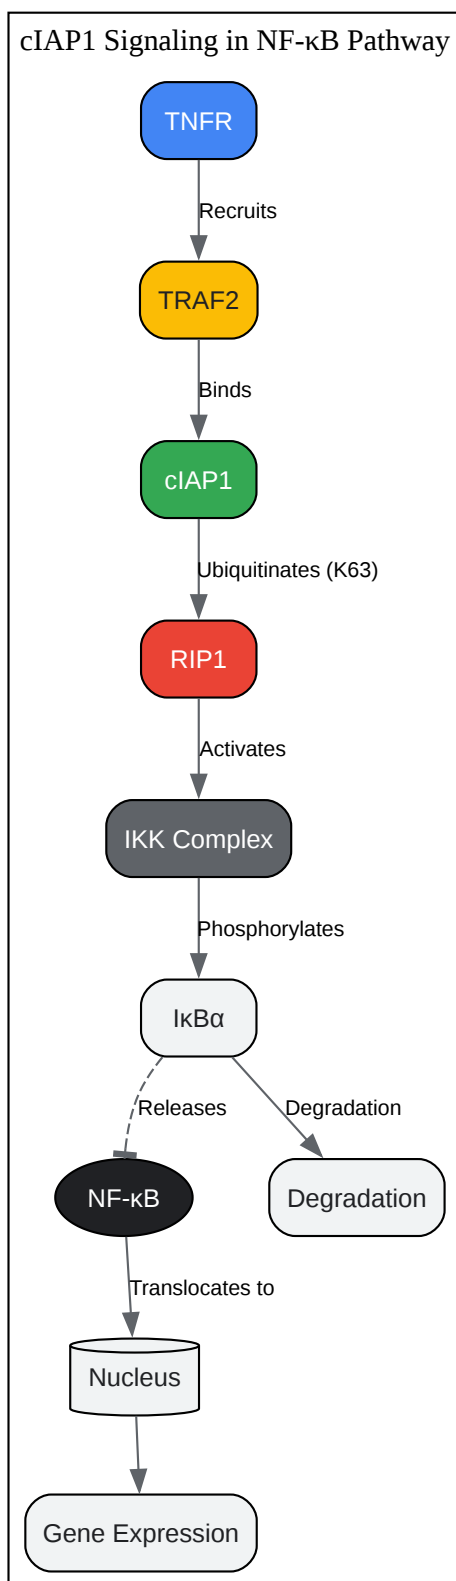 cIAP1 Signaling in NF-κB Pathway
TNFR
Recruits
TRAF2
Binds
cIAP1
Ubiquitinates (K63)
RIP1
Activates
IKK Complex
Phosphorylates
IκBα
Releases
Degradation
NF-κB
Degradation
Translocates to
Nucleus
Gene Expression